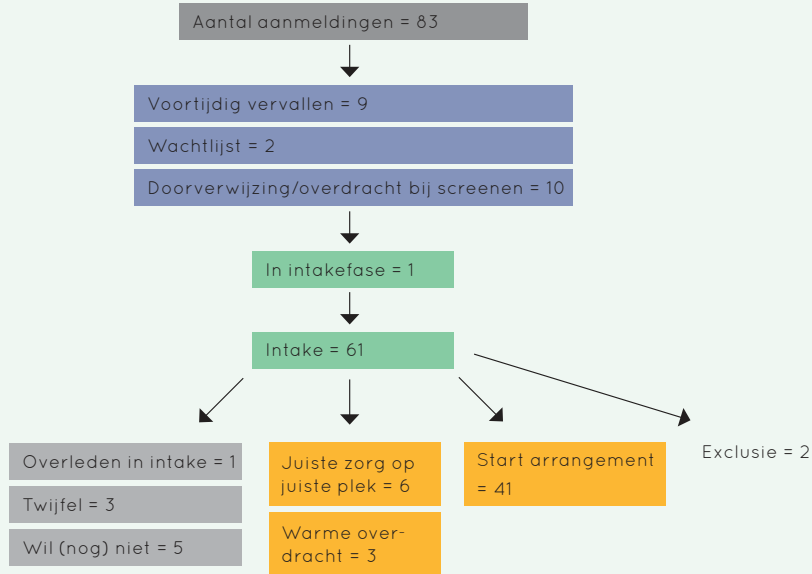 Aantal aanmeldingen = 83
Voortijdig vervallen = 9
Wachtlijst = 2
Doorverwijzing/overdracht bij screenen = 10
In intakefase = 1
Intake = 61
Overleden in intake = 1
Twijfel = 3
Wil (nog) niet = 5
Juiste zorg op
juiste plek = 6
Warme over-
dracht = 3
Start arrangement
= 41
Exclusie = 2